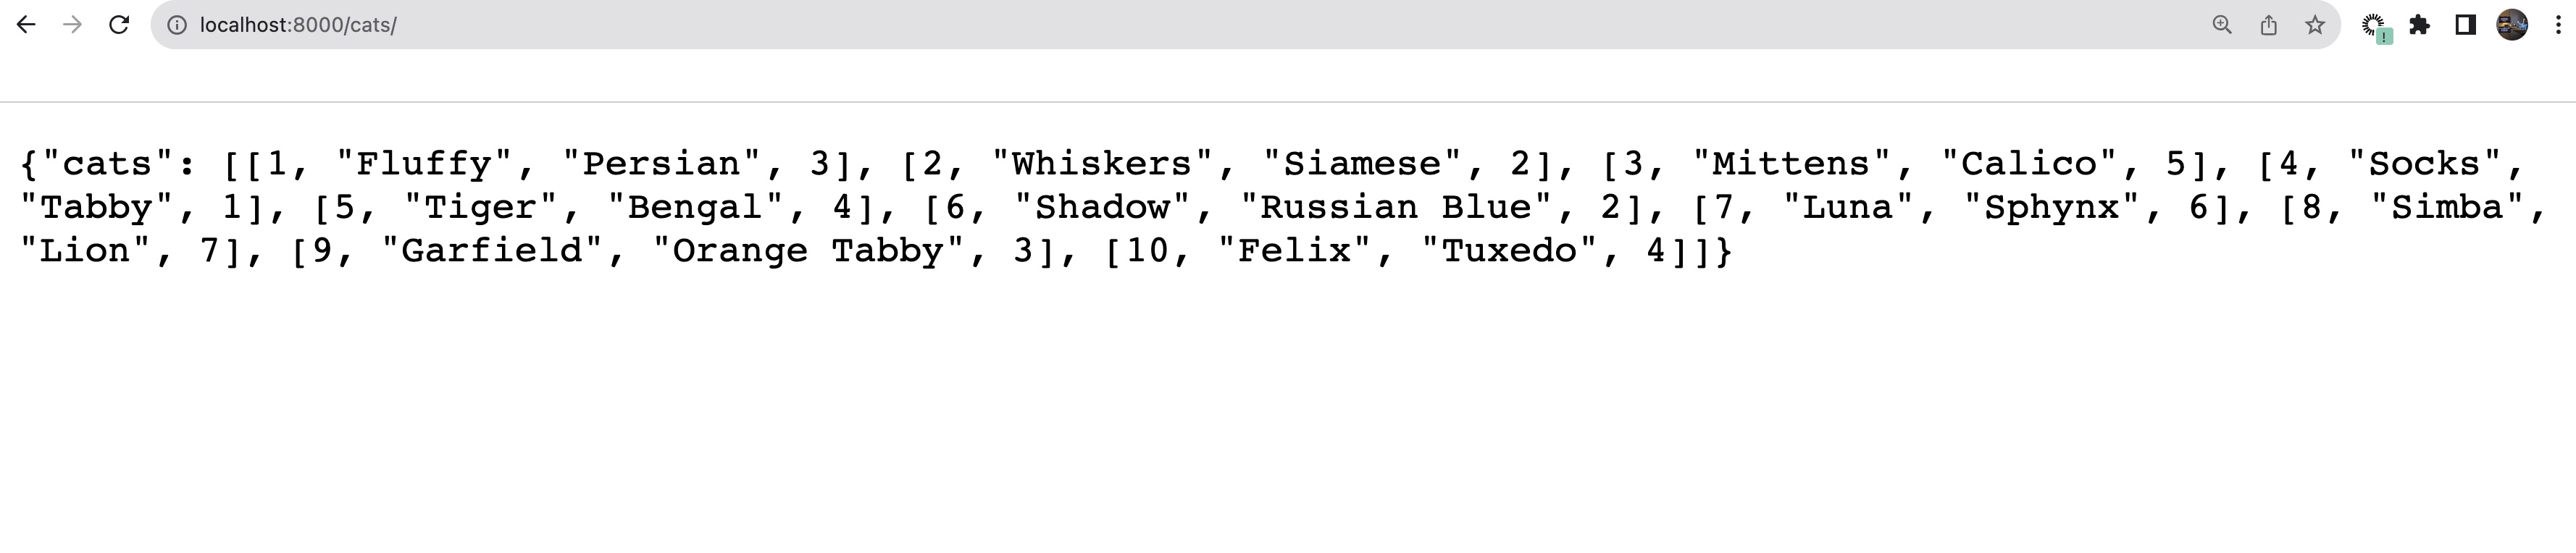 localhost:8000/cats/
{"cats": [[1, "Fluffy", "Persian", 3], [2, "Whiskers", "Siamese", 2], [3, "Mittens", "Calico", 5], [4, "Socks",
"Tabby", 1], [5, "Tiger", "Bengal", 4], [6, "Shadow", "Russian Blue", 2], [7, "Luna", "Sphynx", 6], [8, "Simba",
"Lion", 7], [9, "Garfield", "Orange Tabby", 3], [10, "Felix", "Tuxedo", 4]]}